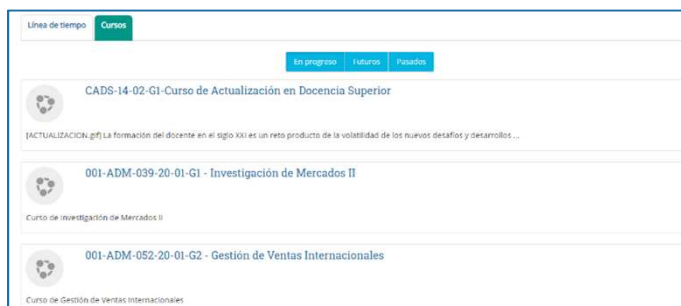 Línea de tiempo Cursos
En progreso Futuros Pasados
CADS-14-02-G1-Curso de Actualización en Docencia Superior
[ACTUALIZACION.gif] La formación del docente en el siglo XXI es un reto producto de la volatilidad de los nuevos desafíos y desarrollos ...
001-ADM-039-20-01-G1 - Investigación de Mercados II
Curso de Investigación de Mercados II
001-ADM-052-20-01-G2 - Gestión de Ventas Internacionales
Curso de Gestión de Ventas Internacionales